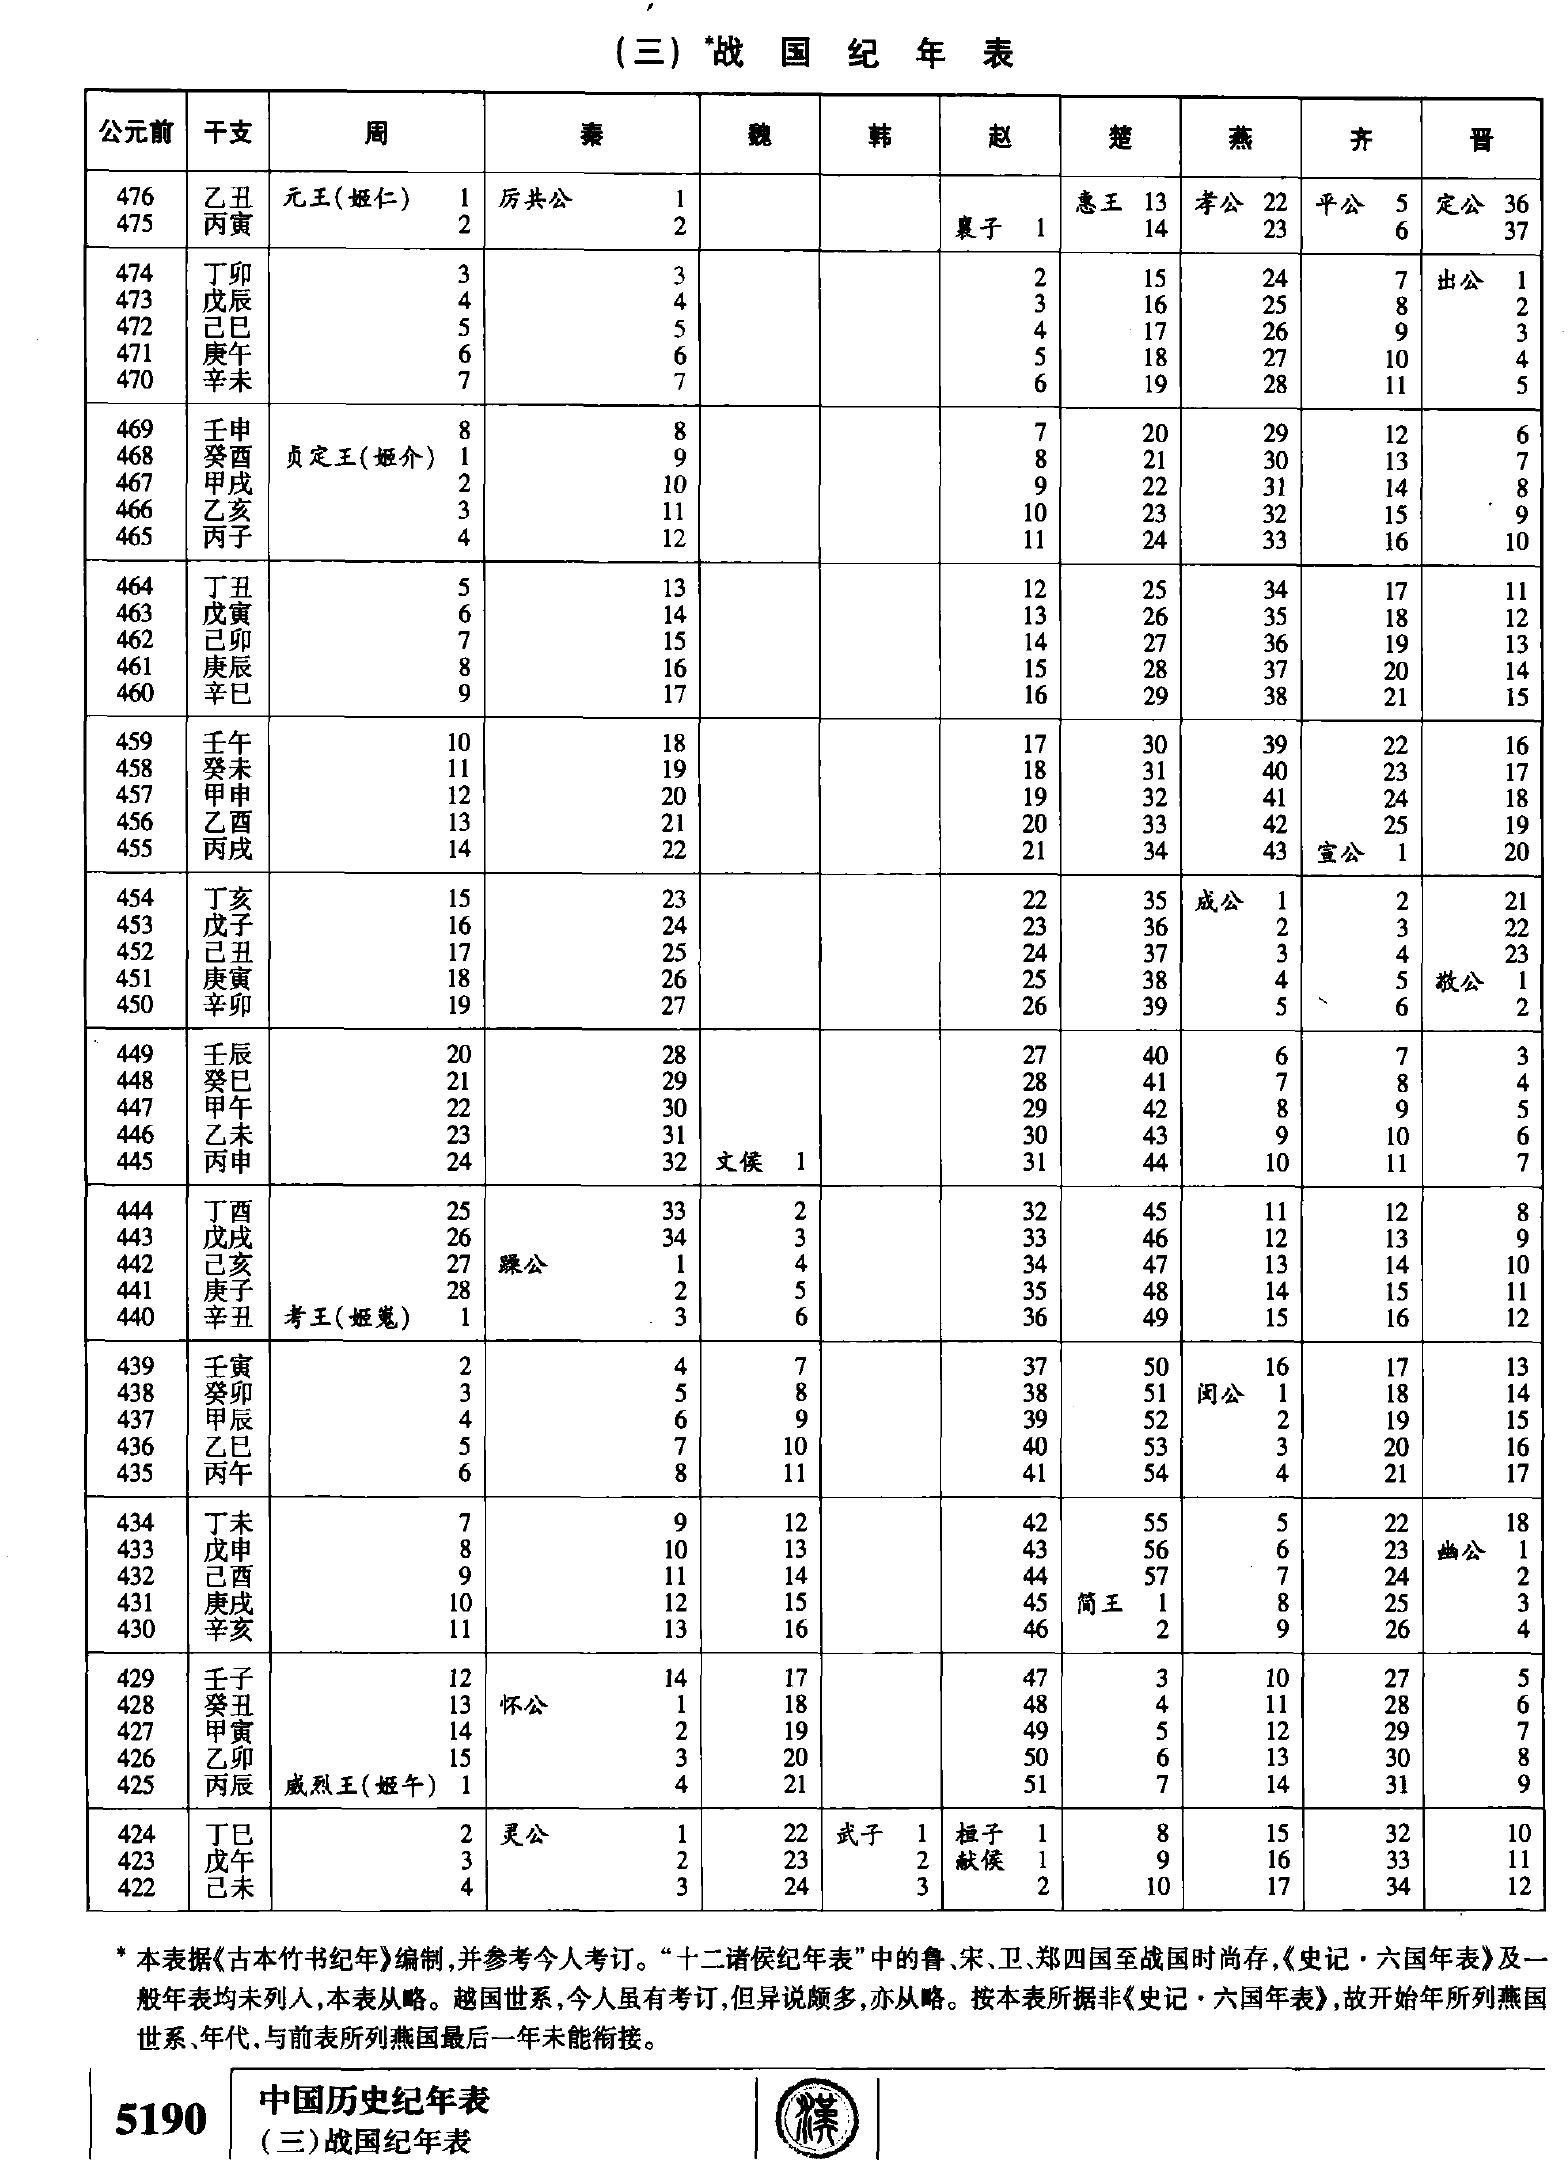 (三) *战 国 纪 年 表
公元前 干支 周 秦 魏 韩 赵 楚 燕 齐 晋
476 乙丑 元王(姬仁) 1 厉共公 1 惠王 13 孝公 22 平公 5 定公 36
475 丙寅 2 2 襄子 1 14 23 6 37
474 丁卯 3 3 2 15 24 7 出公 1
473 戊辰 4 4 3 16 25 8 2
472 己巳 5 5 4 17 26 9 3
471 庚午 6 6 5 18 27 10 4
470 辛未 7 7 6 19 28 11 5
469 壬申 8 8 7 20 29 12 6
468 癸酉 贞定王(姬介) 1 9 8 21 30 13 7
467 甲戌 2 10 9 22 31 14 8
466 乙亥 3 11 10 23 32 15 9
465 丙子 4 12 11 24 33 16 10
464 丁丑 5 13 12 25 34 17 11
463 戊寅 6 14 13 26 35 18 12
462 己卯 7 15 14 27 36 19 13
461 庚辰 8 16 15 28 37 20 14
460 辛巳 9 17 16 29 38 21 15
459 壬午 10 18 17 30 39 22 16
458 癸未 11 19 18 31 40 23 17
457 甲申 12 20 19 32 41 24 18
456 乙酉 13 21 20 33 42 25 19
455 丙戌 14 22 21 34 43 宣公 1 20
454 丁亥 15 23 22 35 成公 1 2 21
453 戊子 16 24 23 36 2 3 22
452 己丑 17 25 24 37 3 4 23
451 庚寅 18 26 25 38 4 5 敬公 1
450 辛卯 19 27 26 39 5 6 2
449 壬辰 20 28 27 40 6 7 3
448 癸巳 21 29 28 41 7 8 4
447 甲午 22 30 29 42 8 9 5
446 乙未 23 31 30 43 9 10 6
445 丙申 24 32 文侯 1 31 44 10 11 7
444 丁酉 25 33 2 32 45 11 12 8
443 戊戌 26 34 3 33 46 12 13 9
442 己亥 27 躁公 1 4 34 47 13 14 10
441 庚子 28 2 5 35 48 14 15 11
440 辛丑 考王(姬嵬) 1 3 6 36 49 15 16 12
439 壬寅 2 4 7 37 50 16 17 13
438 癸卯 3 5 8 38 51 闵公 1 18 14
437 甲辰 4 6 9 39 52 2 19 15
436 乙巳 5 7 10 40 53 3 20 16
435 丙午 6 8 11 41 54 4 21 17
434 丁未 7 9 12 42 55 5 22 18
433 戊申 8 10 13 43 56 6 23 幽公 1
432 己酉 9 11 14 44 57 7 24 2
431 庚戌 10 12 15 45 简王 1 8 25 3
430 辛亥 11 13 16 46 2 9 26 4
429 壬子 12 14 17 47 3 10 27 5
428 癸丑 13 怀公 1 18 48 4 11 28 6
427 甲寅 14 2 19 49 5 12 29 7
426 乙卯 15 3 20 50 6 13 30 8
425 丙辰 威烈王(姬午) 1 4 21 51 7 14 31 9
424 丁巳 2 灵公 1 22 武子 1 桓子 1 8 15 32 10
423 戊午 3 2 23 2 献侯 1 9 16 33 11
422 己未 4 3 24 3 2 10 17 34 12
* 本表据《古本竹书纪年》编制,并参考今人考订。“十二诸侯纪年表”中的鲁、宋、卫、郑四国至战国时尚存,《史记·六国年表》及一
般年表均未列入,本表从略。越国世系,今人虽有考订,但异说颇多,亦从略。按本表所据非《史记·六国年表》,故开始年所列燕国
世系、年代,与前表所列燕国最后一年未能衔接。
5190
中国历史纪年表
(三)战国纪年表
漢